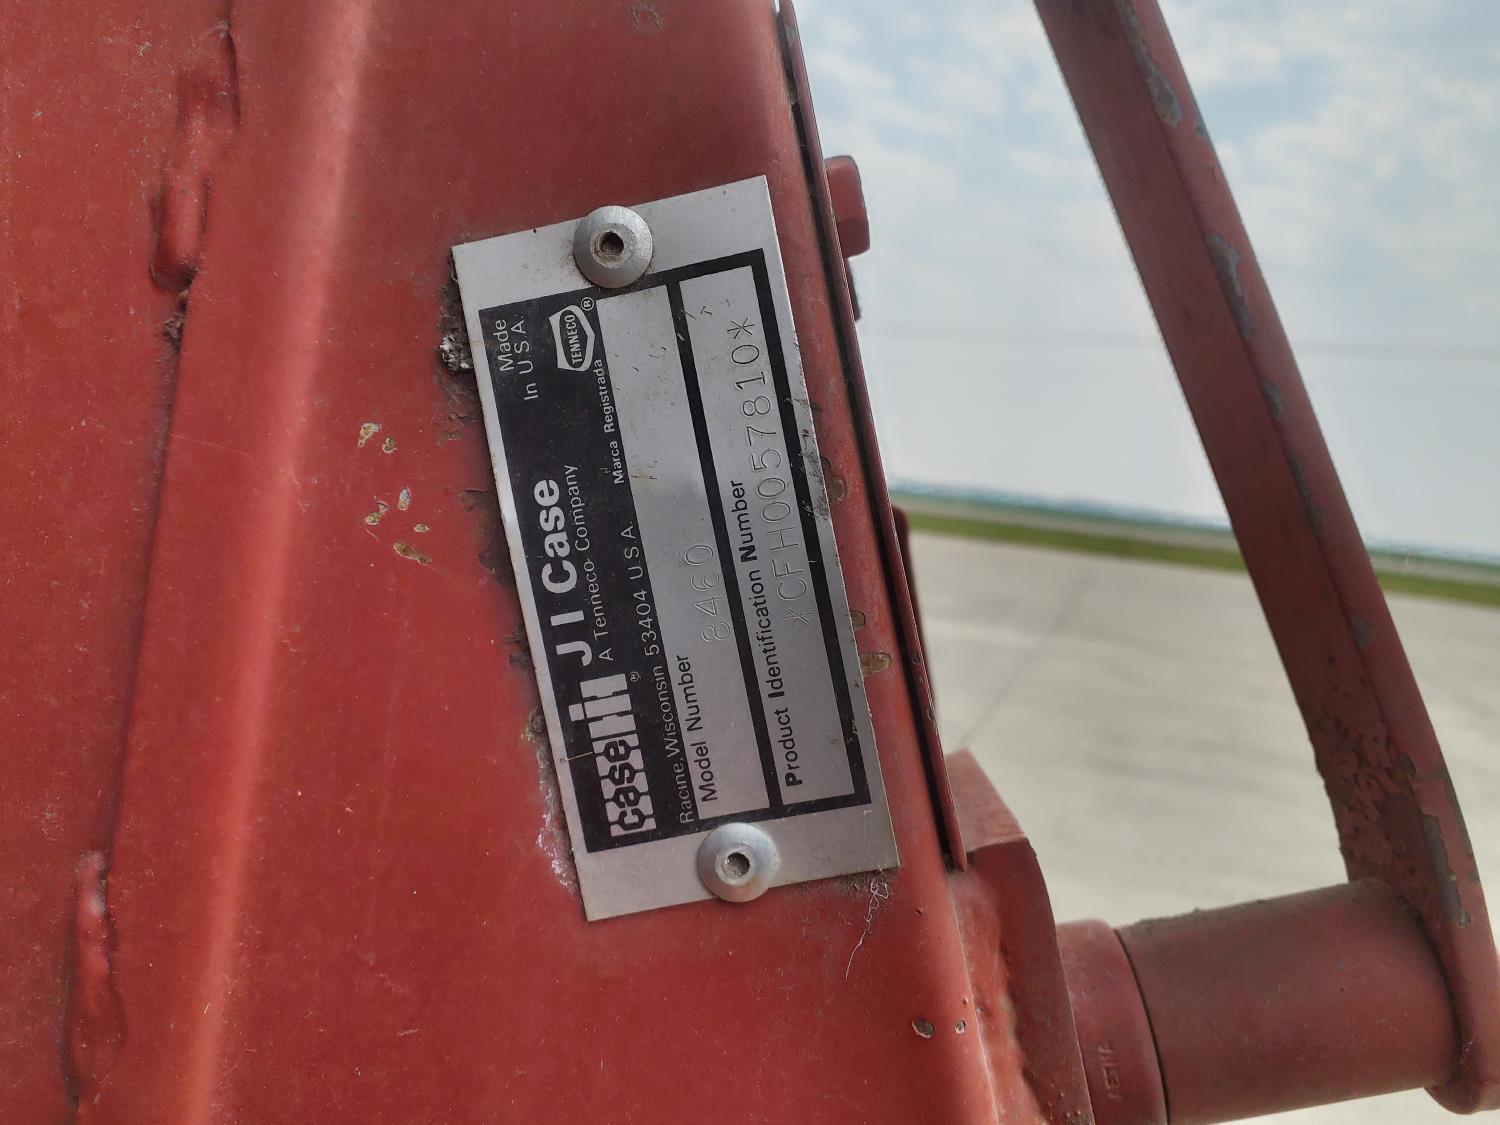 case IH ® J I Case
A Tenneco Company
Racine, Wisconsin 53404 U.S.A.
Made
In U.S.A.
TENNECO ®
Marca Registrada
Model Number
8460
Product Identification Number
*CFH0057810*
AETNA